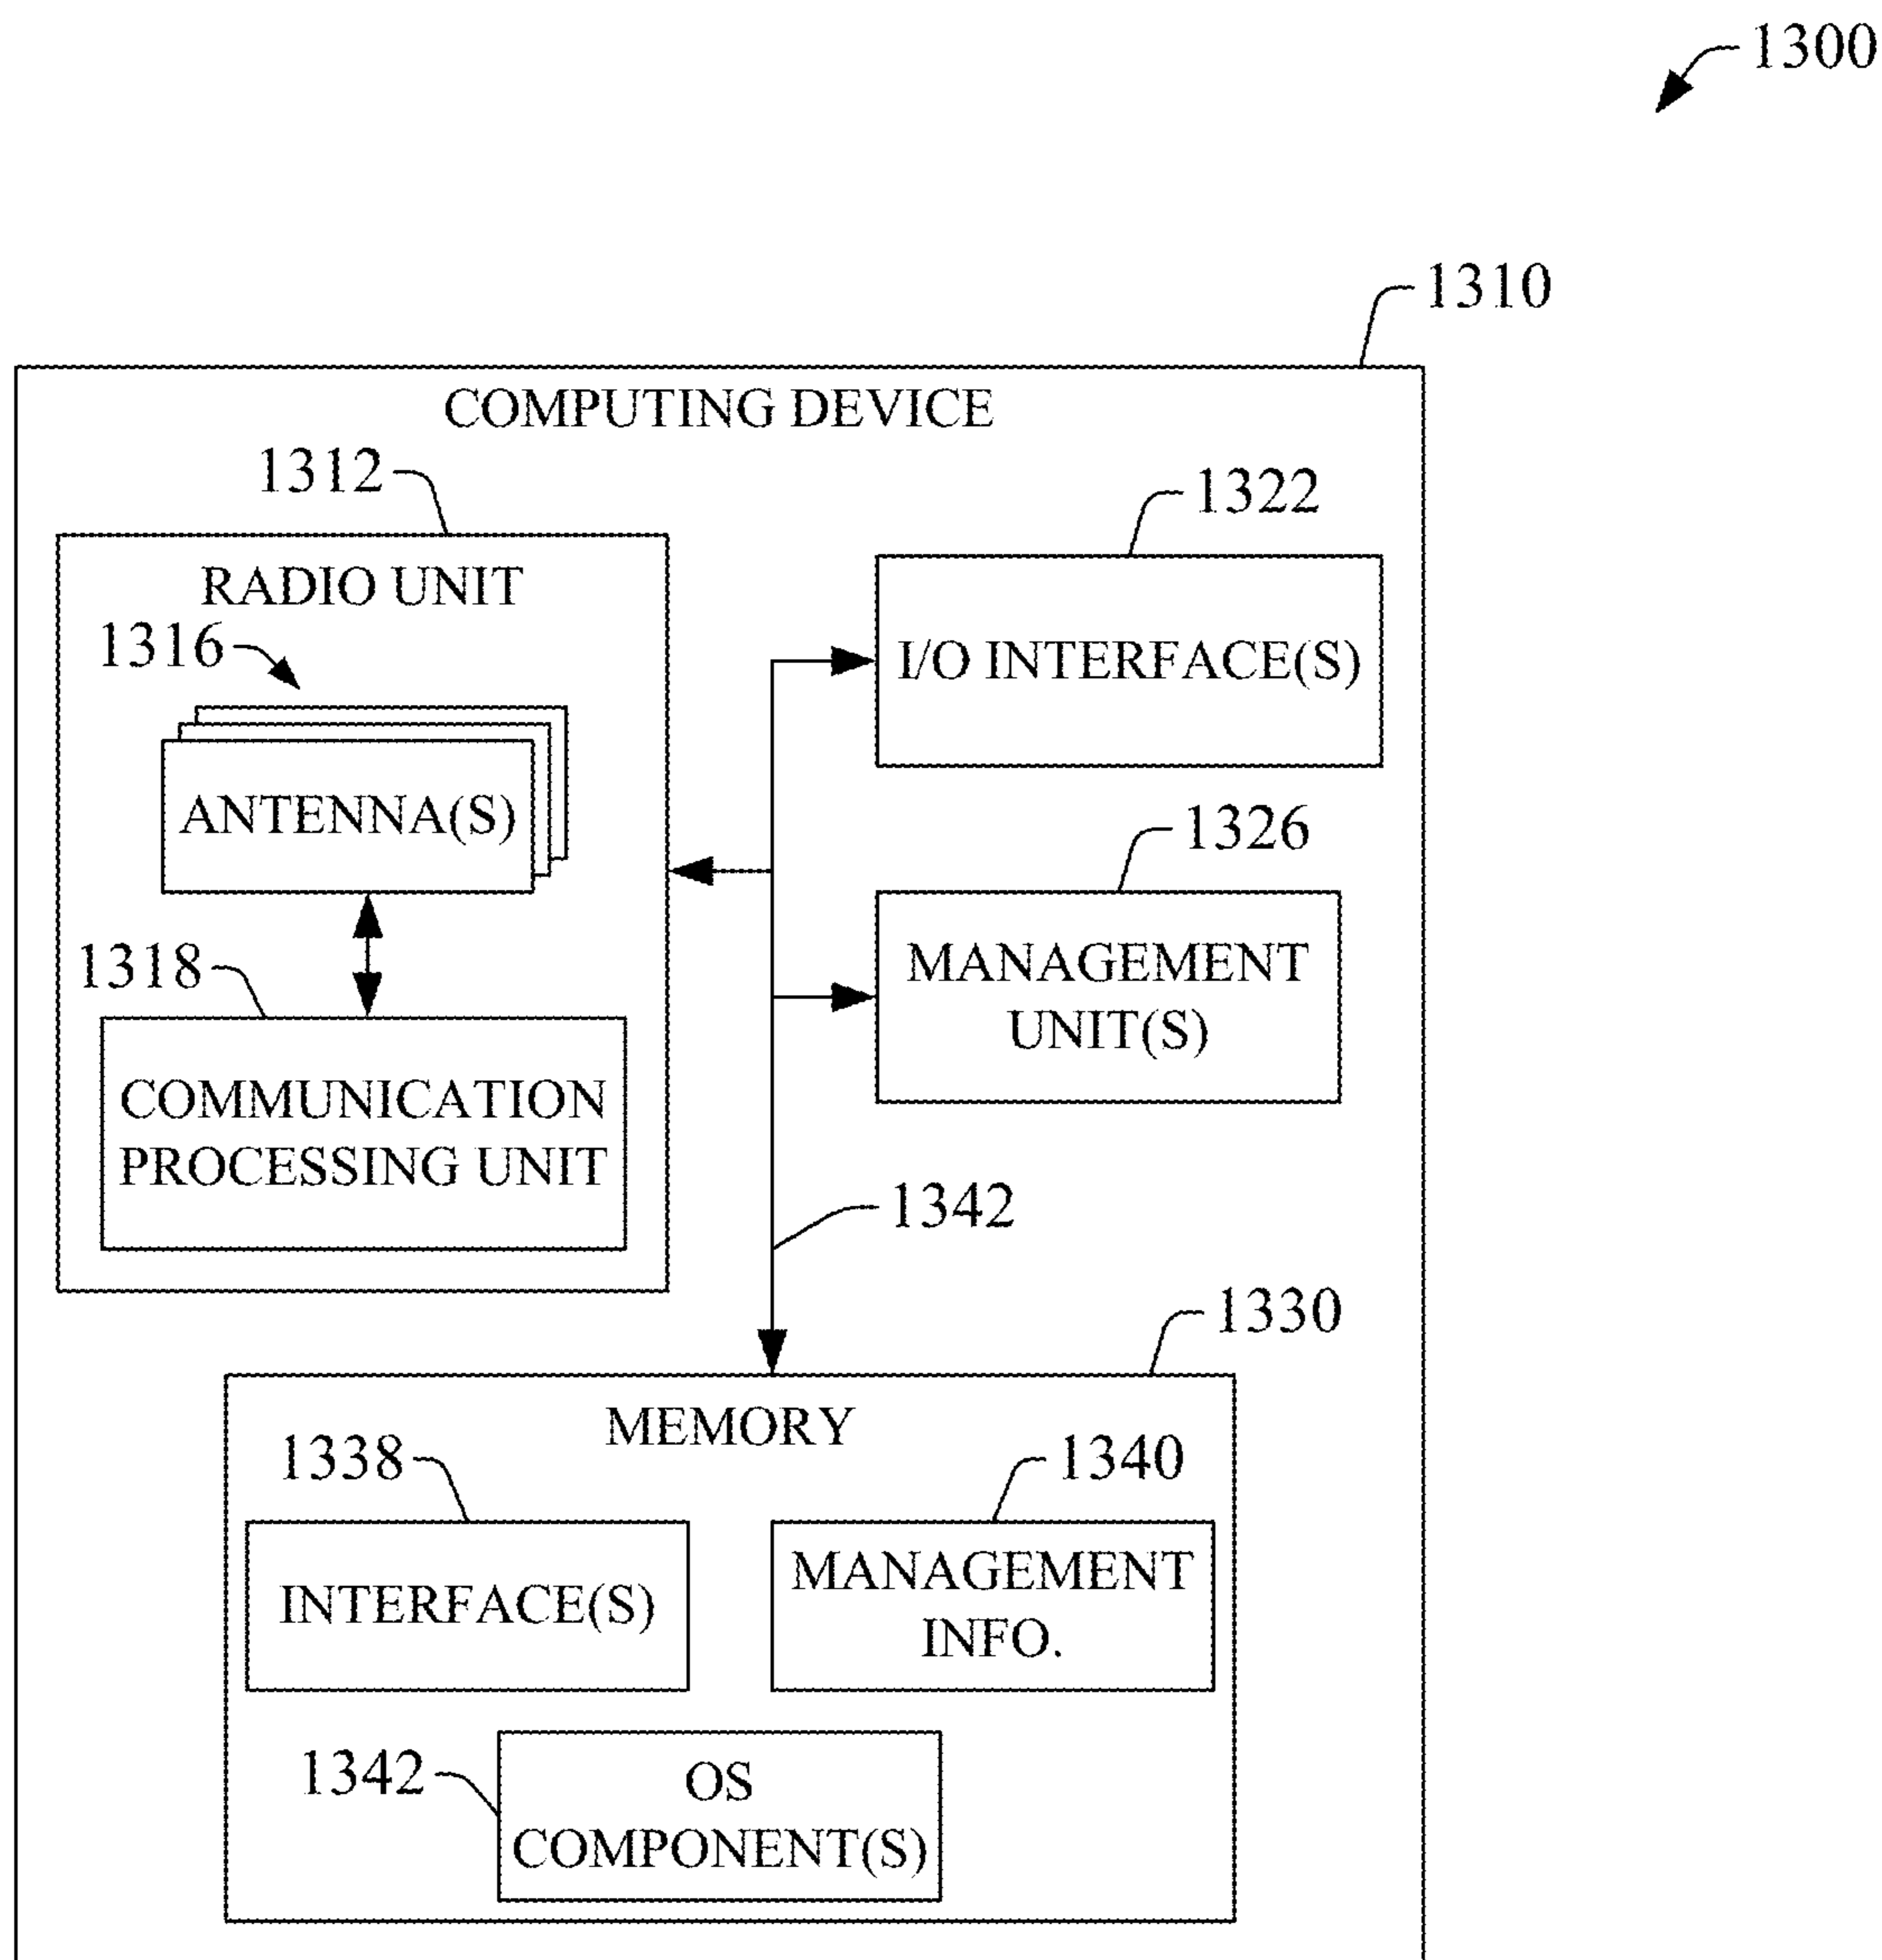 1300
1310
COMPUTING DEVICE
1312
1322
RADIO UNIT
1316
I/O INTERFACE(S)
ANTENNA(S)
1326
1318
MANAGEMENT
UNIT(S)
COMMUNICATION
PROCESSING UNIT
1342
1330
MEMORY
1338
1340
INTERFACE(S)
MANAGEMENT
INFO.
1342
OS
COMPONENT(S)